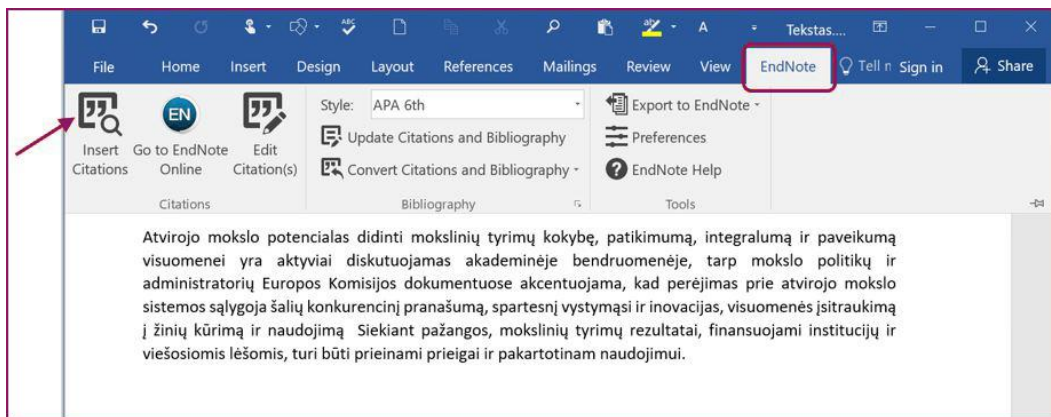 ABC
aby
A
Tekstas....
File Home Insert Design Layout References Mailings Review View EndNote Tell n Sign in Share
Style: APA 6th
Export to EndNote
EN
Update Citations and Bibliography
Preferences
Insert Citations
Go to EndNote Online
Edit Citation(s)
Convert Citations and Bibliography
EndNote Help
Citations Bibliography Tools
Atvirojo mokslo potencialas didinti mokslinių tyrimų kokybę, patikimumą, integralumą ir paveikumą
visuomenei yra aktyviai diskutuojamas akademinėje bendruomenėje, tarp mokslo politikų ir
administratorių Europos Komisijos dokumentuose akcentuojama, kad perėjimas prie atvirojo mokslo
sistemos sąlygoja šalių konkurencinį pranašumą, spartesnį vystymąsi ir inovacijas, visuomenės įsitraukimą
į žinių kūrimą ir naudojimą Siekiant pažangos, mokslinių tyrimų rezultatai, finansuojami institucijų ir
viešosiomis lėšomis, turi būti prieinami prieigai ir pakartotinam naudojimui.